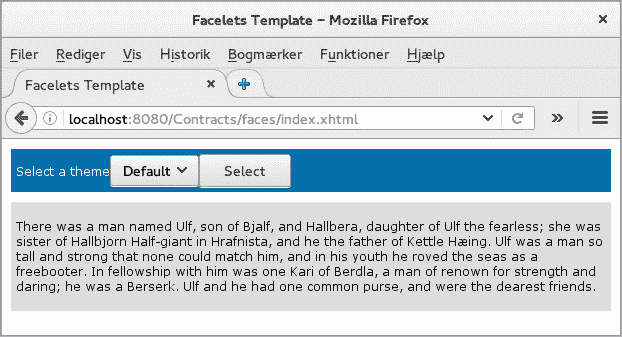 Facelets Template – Mozilla Firefox
Filer Rediger Vis Historik Bogmærker Funktioner Hjælp
Facelets Template
localhost:8080/Contracts/faces/index.xhtml
Select a theme Default Select
There was a man named Ulf, son of Bjalf, and Hallbera, daughter of Ulf the fearless; she was
sister of Hallbjorn Half-giant in Hrafnista, and he the father of Kettle Hæing. Ulf was a man so
tall and strong that none could match him, and in his youth he roved the seas as a
freebooter. In fellowship with him was one Kari of Berdla, a man of renown for strength and
daring; he was a Berserk. Ulf and he had one common purse, and were the dearest friends.